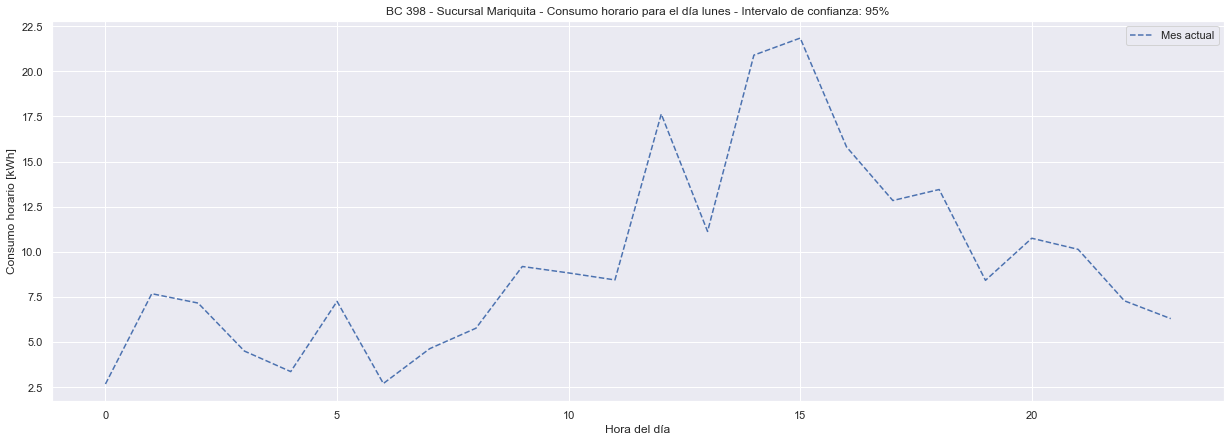 BC 398 - Sucursal Mariquita - Consumo horario para el día lunes - Intervalo de confianza: 95%
Mes actual
Consumo horario [kWh]
22.5
20.0
17.5
15.0
12.5
10.0
7.5
5.0
2.5
0 5 10 15 20
Hora del día